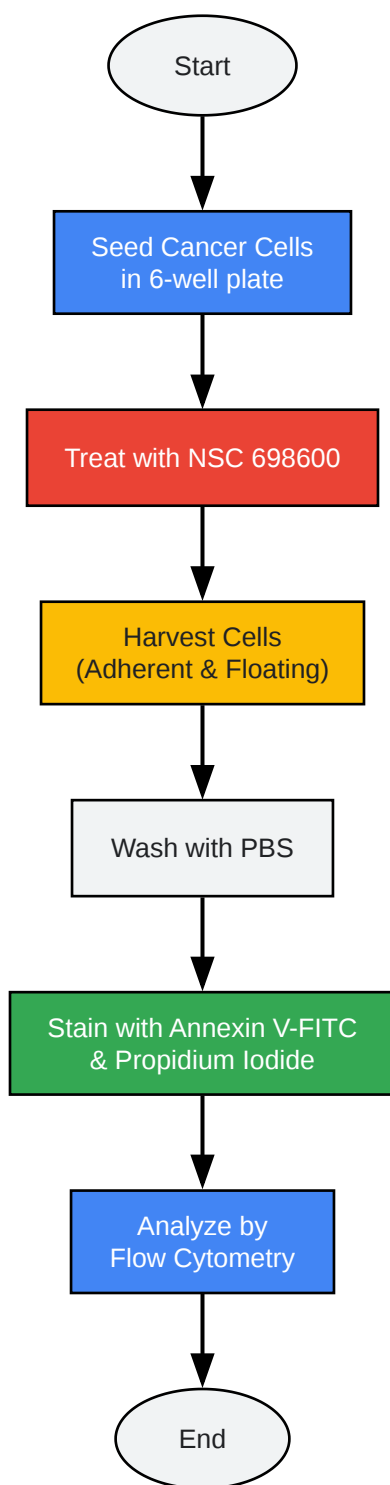 Start
Seed Cancer Cells
in 6-well plate
Treat with NSC 698600
Harvest Cells
(Adherent & Floating)
Wash with PBS
Stain with Annexin V-FITC
& Propidium Iodide
Analyze by
Flow Cytometry
End